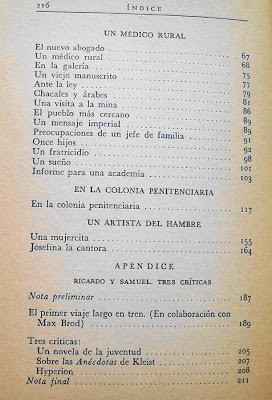 216 ÍNDICE
UN MÉDICO RURAL
El nuevo abogado 67
Un médico rural 68
En la galería 75
Un viejo manuscrito 75
Ante la ley 77
Chacales y árabes 79
Una visita a la mina 81
El pueblo más cercano 86
Un mensaje imperial 89
Preocupaciones de un jefe de familia 89
Once hijos 91
Un fratricidio 92
Un sueño 98
Informe para una academia 101
103
EN LA COLONIA PENITENCIARIA
En la colonia penitenciaria 117
UN ARTISTA DEL HAMBRE
Una mujercita 155
Josefina la cantora 164
APÉNDICE
RICARDO Y SAMUEL. TRES CRÍTICAS
Nota preliminar 187
El primer viaje largo en tren. (En colaboración con
Max Brod) 189
Tres críticas:
Un novela de la juventud 205
Sobre las Anécdotas de Kleist 207
Hyperion 208
Nota final 211